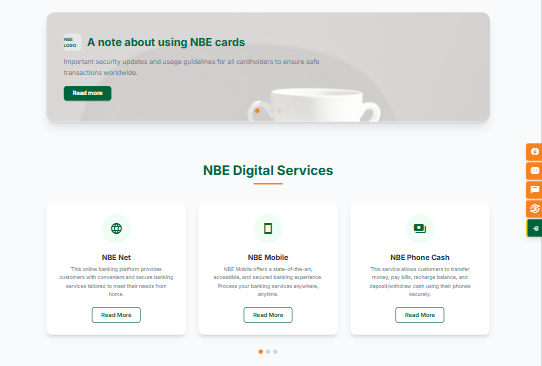 NBE
LOGO
A note about using NBE cards
Important security updates and usage guidelines for all cardholders to ensure safe
transactions worldwide.
Read more
NBE Digital Services
NBE Net
This online banking platform provides
customers with convenient and secure banking
services tailored to meet their needs from
home.
Read More
NBE Mobile
NBE Mobile offers a state-of-the-art,
accessible, and secured banking experience.
Process your banking services anywhere,
anytime.
Read More
NBE Phone Cash
This service allows customers to transfer
money, pay bills, recharge balance, and
deposit/withdraw cash using their phones
securely.
Read More